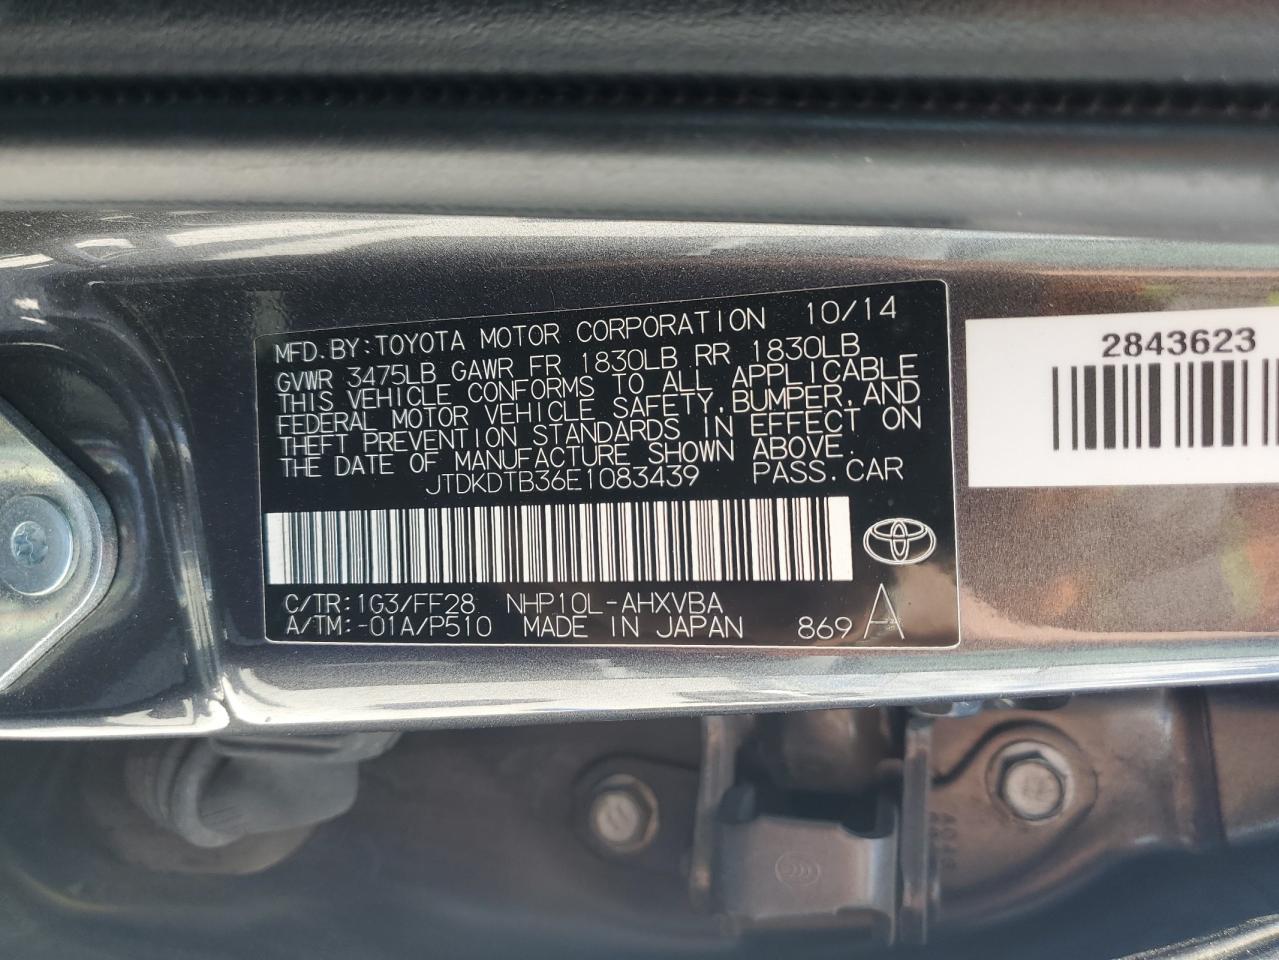 MFD.BY:TOYOTA MOTOR CORPORATION 10/14
GVWR 3475LB GAWR FR 1830LB RR 1830LB
THIS VEHICLE CONFORMS TO ALL APPLICABLE
FEDERAL MOTOR VEHICLE SAFETY,BUMPER,AND
THEFT PREVENTION STANDARDS IN EFFECT ON
THE DATE OF MANUFACTURE SHOWN ABOVE.
JTDKDTB36E1083439 PASS.CAR
C/TR:1G3/FF28 NHP10L-AHXVBA
A/TM:-01A/P510 MADE IN JAPAN 869 A
2843623